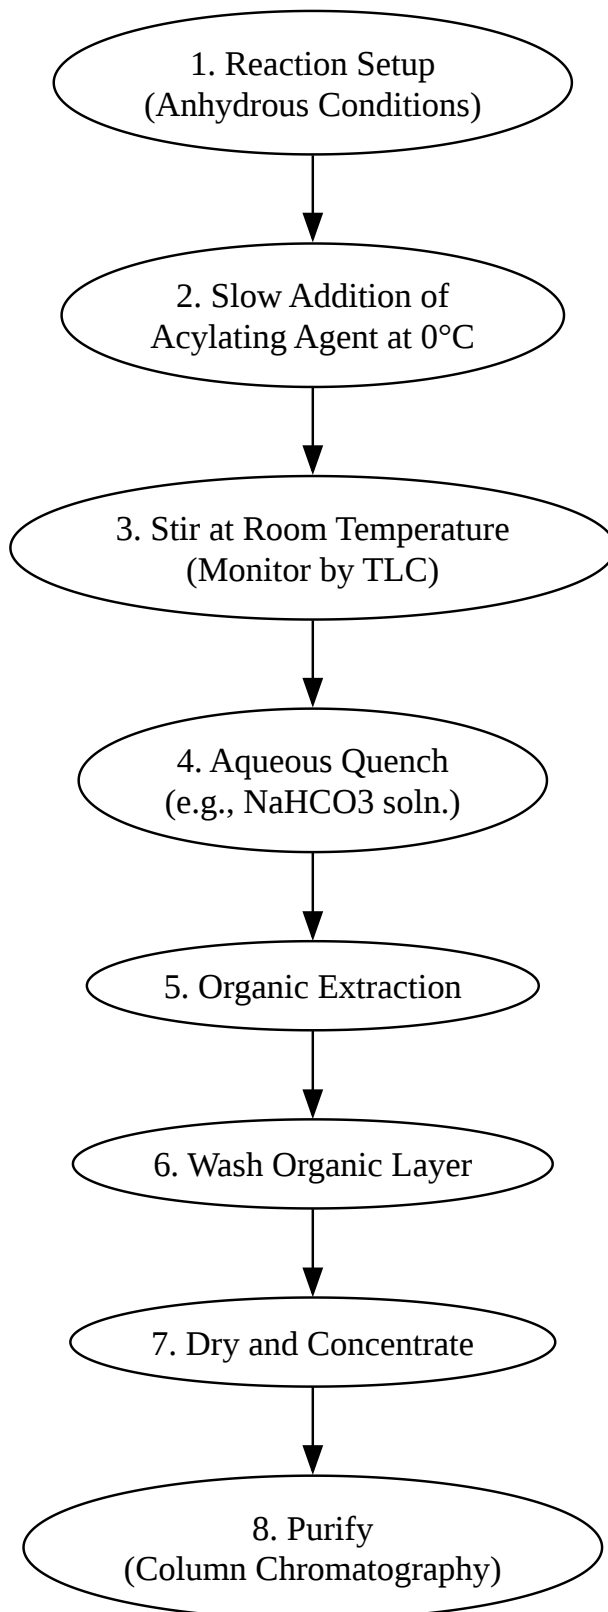 1. Reaction Setup
(Anhydrous Conditions)
2. Slow Addition of
Acylating Agent at 0°C
3. Stir at Room Temperature
(Monitor by TLC)
4. Aqueous Quench
(e.g., NaHCO3 soln.)
5. Organic Extraction
6. Wash Organic Layer
7. Dry and Concentrate
8. Purify
(Column Chromatography)